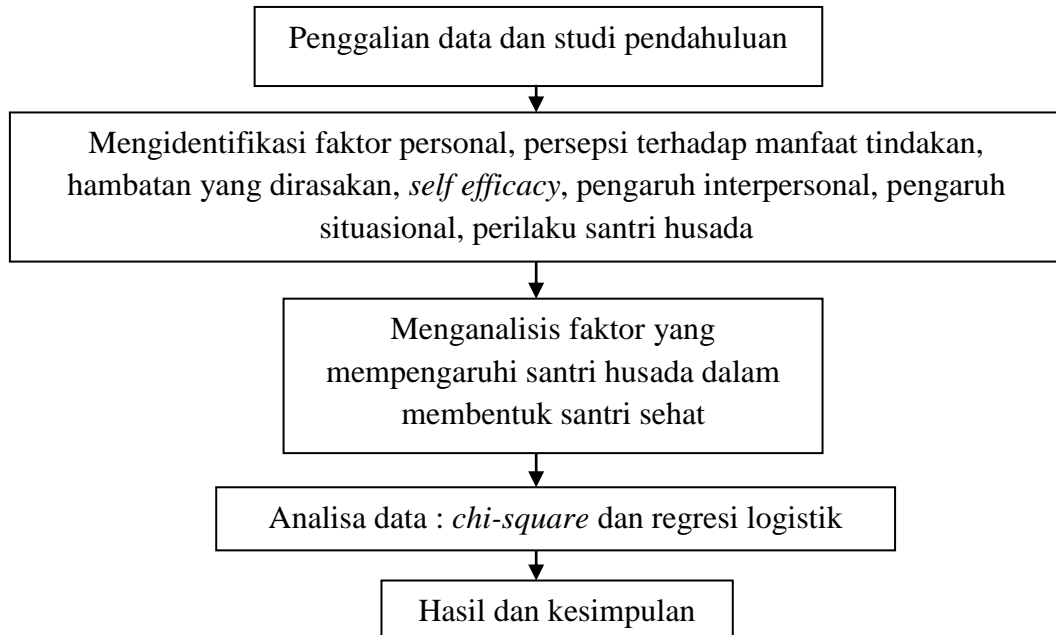 Penggalian data dan studi pendahuluan
Mengidentifikasi faktor personal, persepsi terhadap manfaat tindakan,
hambatan yang dirasakan, self efficacy, pengaruh interpersonal, pengaruh
situasional, perilaku santri husada
Menganalisis faktor yang
mempengaruhi santri husada dalam
membentuk santri sehat
Analisa data : chi-square dan regresi logistik
Hasil dan kesimpulan